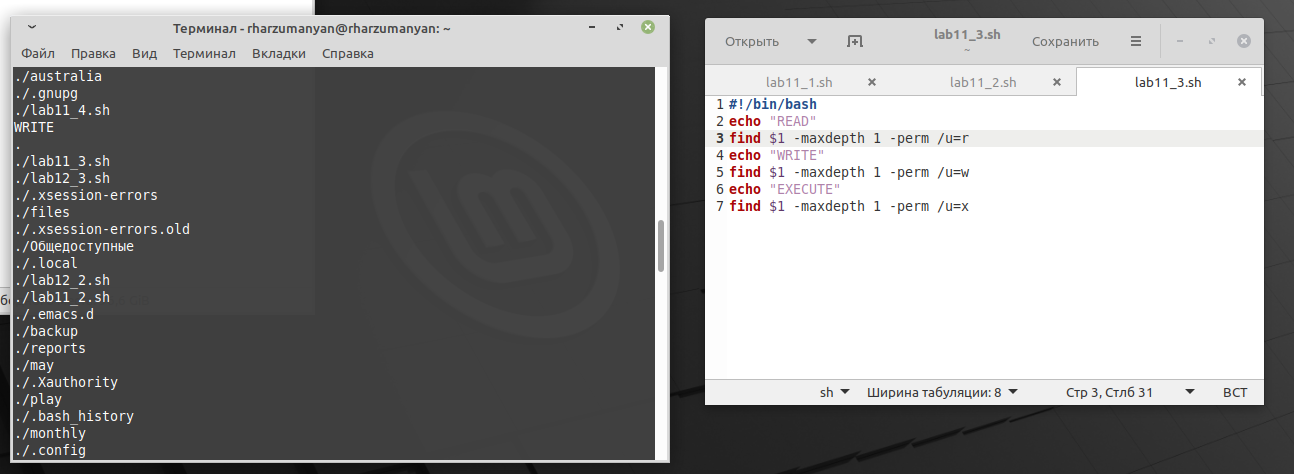 Терминал - rharzumanyan@rharzumanyan: ~
Файл Правка Вид Терминал Вкладки Справка
./australia
./.gnupg
./lab11_4.sh
WRITE
.
./lab11_3.sh
./lab12_3.sh
./.xsession-errors
./files
./.xsession-errors.old
./Общедоступные
./.local
./lab12_2.sh
./lab11_2.sh
./.emacs.d
./backup
./reports
./may
./.Xauthority
./play
./.bash_history
./monthly
./.config
Открыть
lab11_3.sh
~
Сохранить
lab11_1.sh lab11_2.sh lab11_3.sh
1 #!/bin/bash
2 echo "READ"
3 find $1 -maxdepth 1 -perm /u=r
4 echo "WRITE"
5 find $1 -maxdepth 1 -perm /u=w
6 echo "EXECUTE"
7 find $1 -maxdepth 1 -perm /u=x
sh Ширина табуляции: 8 Стр 3, Стлб 31 ВСТ